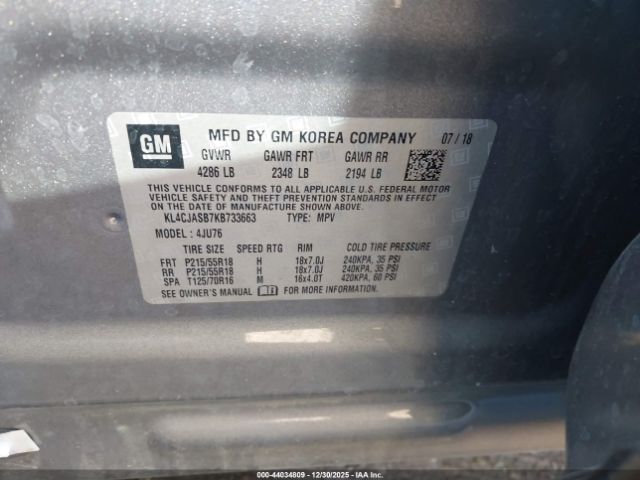 GM MFD BY GM KOREA COMPANY 07 / 18
GVWR GAWR FRT GAWR RR
4286 LB 2348 LB 2194 LB
THIS VEHICLE CONFORMS TO ALL APPLICABLE U.S. FEDERAL MOTOR
VEHICLE SAFETY AND THEFT PREVENTION STANDARDS IN EFFECT ON
THE DATE OF MANUFACTURE SHOWN ABOVE.
KL4CJASB7KB733663 TYPE: MPV
MODEL : 4JU76
TIRE SIZE SPEED RTG RIM COLD TIRE PRESSURE
FRT P215/55R18 H 18x7.0J 240KPA, 35 PSI
RR P215/55R18 H 18x7.0J 240KPA, 35 PSI
SPA T125/70R16 M 16x4.0T 420KPA, 60 PSI
SEE OWNER'S MANUAL FOR MORE INFORMATION.
000-44034809 - 12/30/2025 - IAAI.com